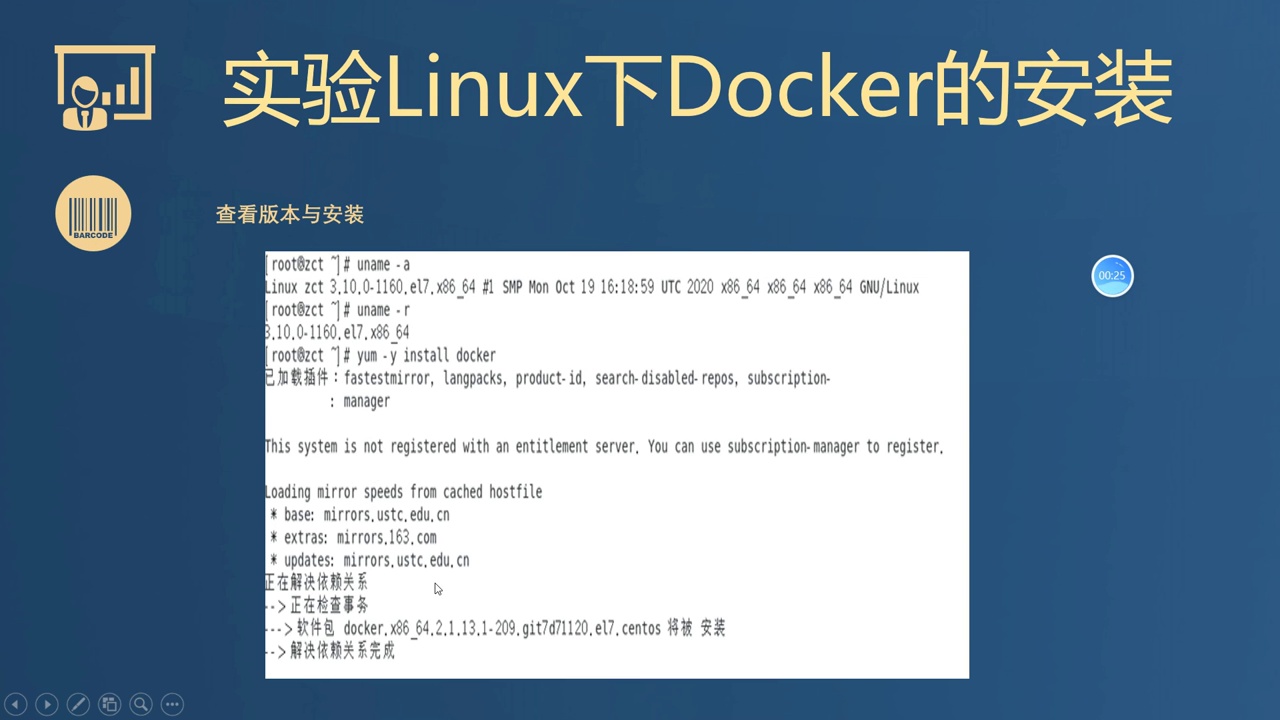 实验Linux下Docker的安装
BARCODE
查看版本与安装
00:25
[root@zct ~]# uname -a
Linux zct 3.10.0-1160.el7.x86_64 #1 SMP Mon Oct 19 16:18:59 UTC 2020 x86_64 x86_64 x86_64 GNU/Linux
[root@zct ~]# uname -r
3.10.0-1160.el7.x86_64
[root@zct ~]# yum -y install docker
已加载插件：fastestmirror, langpacks, product-id, search-disabled-repos, subscription-
: manager
This system is not registered with an entitlement server. You can use subscription-manager to register.
Loading mirror speeds from cached hostfile
* base: mirrors.ustc.edu.cn
* extras: mirrors.163.com
* updates: mirrors.ustc.edu.cn
正在解决依赖关系
--> 正在检查事务
---> 软件包 docker.x86_64.2.1.13.1-209.git7d71120.el7.centos 将被 安装
--> 解决依赖关系完成